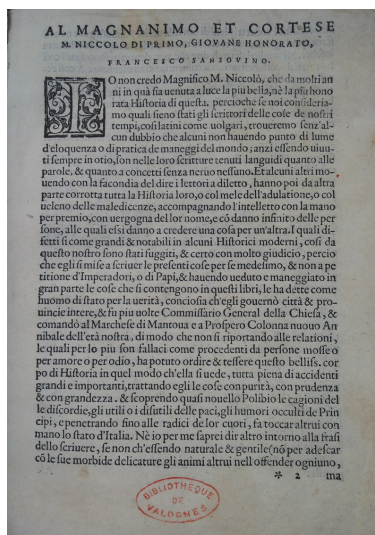 AL MAGNANIMO ET CORTESE
M. NICCOLO DI PRIMO, GIOVANE HONORATO,
FRANCESCO SANSOVINO.
IO non credo Magnifico M. Niccolò, che da molti an
ni in quà sia uenuta a luce la piu bella, nè la piu hono
rata Historia di questa. percioche se noi consideria-
mo quali sieno stati gli scrittori delle cose de nostri
tempi, cosi latini come uolgari, troueremo senz'al-
cun dubbio che alcuni non hauendo punto di lume
d'eloquenza o di pratica de maneggi del mondo; anzi essendo uiuu-
ti sempre in otio, son nelle loro scritture tenuti languidi quanto alle
parole, & quanto a concetti senza neruo nessuno. Et alcuni altri mo-
uendo con la facondia del dire i lettori a diletto, hanno poi da altra
parte corrotta tutta la Historia loro, o col mele dell'adulatione, o col
ueleno delle maledicenze, accompagnando l'intelletto con la mano
per premio, con uergogna del lor nome, e cõ danno infinito delle per
sone, alle quali essi danno a credere una cosa per un'altra. I quali di-
fetti si come grandi & notabili in alcuni Historici moderni, cosi da
questo nostro sono stati fuggiti, & certo con molto giudicio, percio
che egli si mise a scriuer le presenti cose per se medesimo, & non a pe
titione d'Imperadori, o di Papi, & hauendo ueduto e maneggiato in
gran parte le cose che si contengono in questi libri, le ha dette come
huomo di stato per la uerità, conciosia ch'egli gouernò città & pro-
uincie intere, & fu piu uolte Commissario General della Chiesa, &
comandò al Marchese di Mantoua e a Prospero Colonna nuouo An
nibale dell'età nostra, di modo che non si riportando alle relationi,
le quali per lo piu son fallaci come procedenti da persone mosse o
per amore o per odio, ha potuto ordire & tessere questo belliss. cor
po di Historia in quel modo ch'ella si uede, tutta piena di accidenti
grandi e importanti, trattando egli le cose con purità, con prudenza
& con grandezza. & scoprendo quasi nouello Polibio le cagioni del
le discordie, gli utili o i disutili delle paci, gli humori occulti de Prin
cipi, e penetrando fino alle radici de lor cuori, fa toccar altrui con
mano lo stato d'Italia. Nè io per me saprei dir altro intorno alla frasi
dello scriuere, se non ch'essendo naturale & gentile (nõ per adescar
cõ le sue morbide delicature gli animi altrui nell'offender ogniuno,
* 2 ma
BIBLIOTHÈQUE
DE
VALOGNES